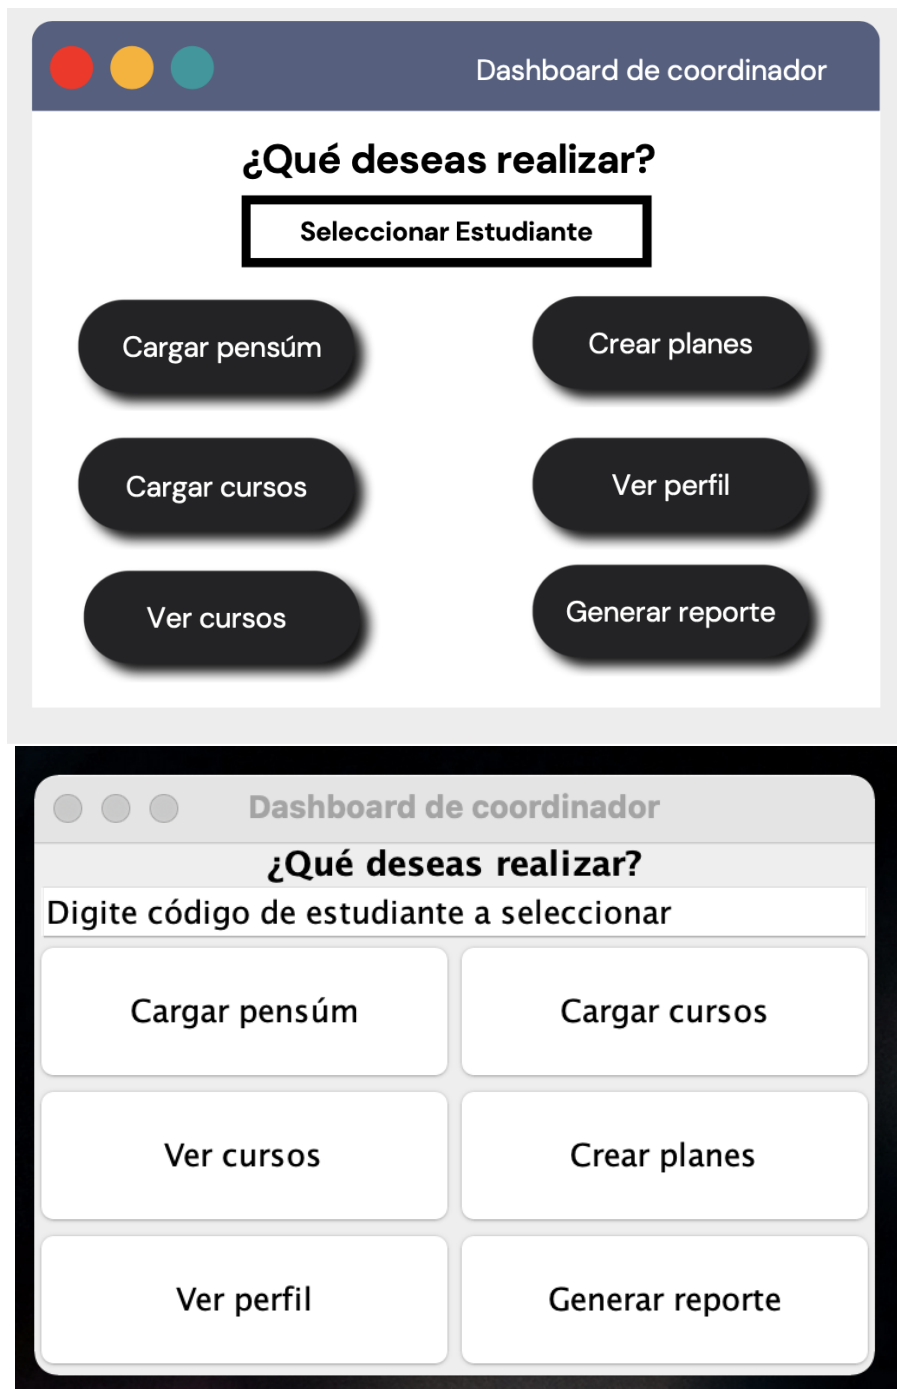 Dashboard de coordinador
¿Qué deseas realizar?
Seleccionar Estudiante
Cargar pensúm
Crear planes
Cargar cursos
Ver perfil
Ver cursos
Generar reporte
Dashboard de coordinador
¿Qué deseas realizar?
Digite código de estudiante a seleccionar
Cargar pensúm
Cargar cursos
Ver cursos
Crear planes
Ver perfil
Generar reporte